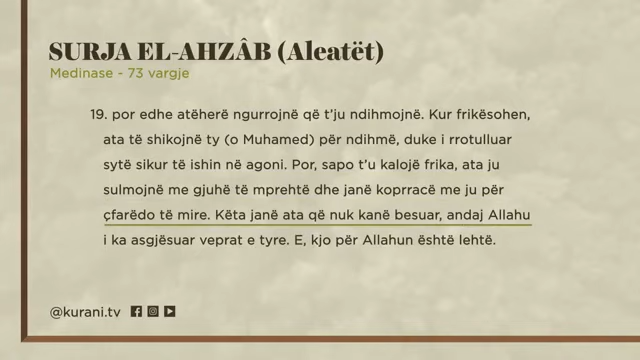 SURJA EL-AHZÂB (Aleatët)
Medinase - 73 vargje
19. por edhe atëherë ngurrojnë që t'ju ndihmojnë. Kur frikësohen,
ata të shikojnë ty (o Muhamed) për ndihmë, duke i rrotulluar
sytë sikur të ishin në agoni. Por, sapo t'u kalojë frika, ata ju
sulmojnë me gjuhë të mprehtë dhe janë koprracë me ju për
çfarëdo të mire. Këta janë ata që nuk kanë besuar, andaj Allahu
i ka asgjësuar veprat e tyre. E, kjo për Allahun është lehtë.
@kurani.tv